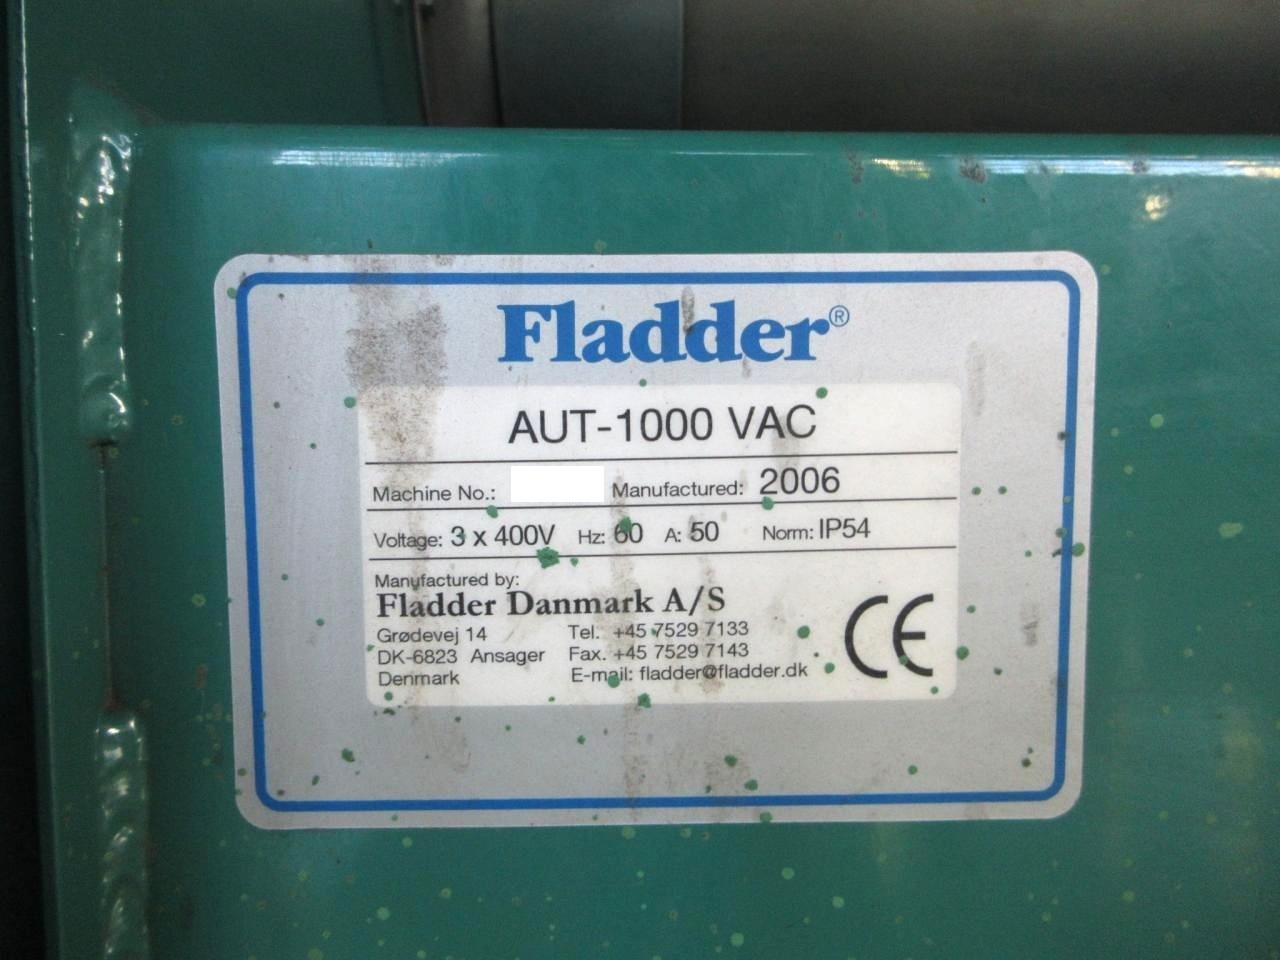 Fladder®
AUT-1000 VAC
Machine No.: Manufactured: 2006
Voltage: 3 x 400V Hz: 60 A: 50 Norm: IP54
Manufactured by:
Fladder Danmark A/S
Grødevej 14 Tel. +45 7529 7133
DK-6823 Ansager Fax. +45 7529 7143
Denmark E-mail: fladder@fladder.dk
CE